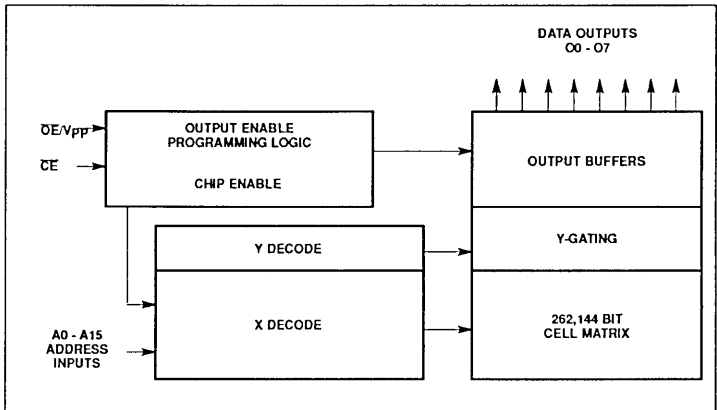 DATA OUTPUTS
O0 - O7
OE/VPP
CE
OUTPUT ENABLE
PROGRAMMING LOGIC
CHIP ENABLE
OUTPUT BUFFERS
Y DECODE
Y-GATING
X DECODE
A0 - A15
ADDRESS
INPUTS
262,144 BIT
CELL MATRIX